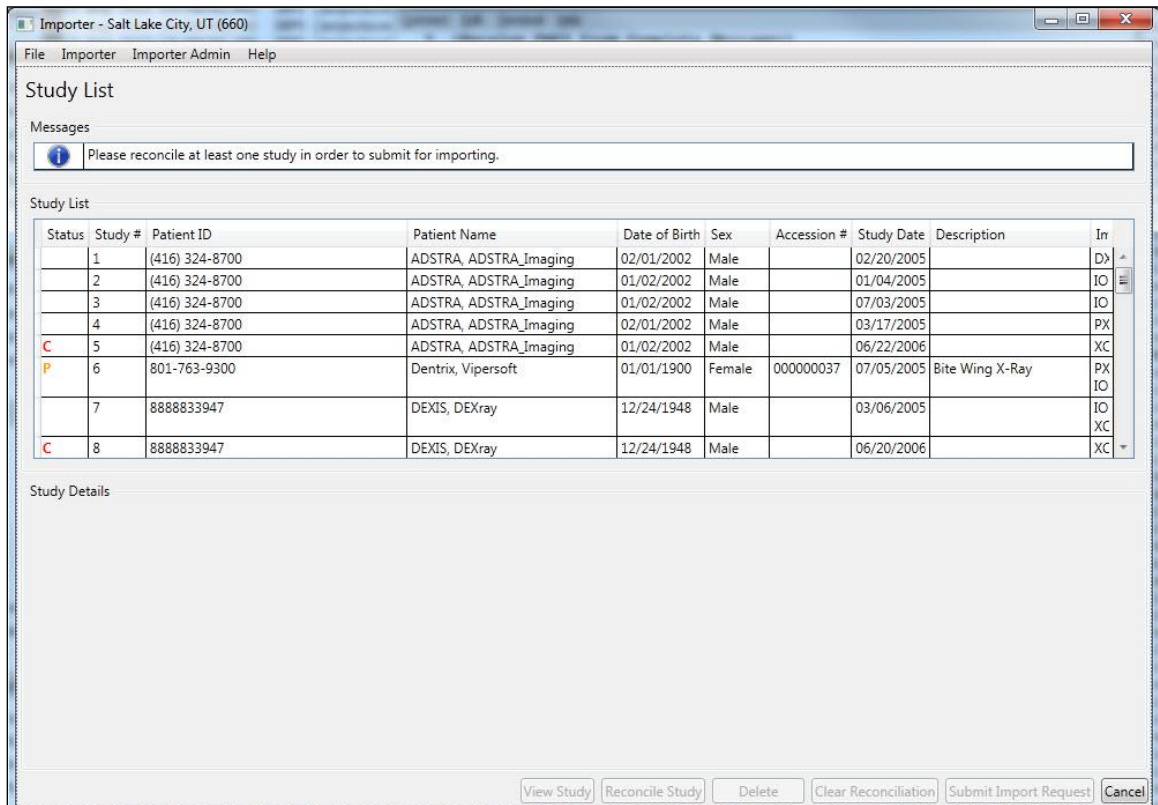 Importer - Salt Lake City, UT (660)
File Importer Importer Admin Help
Study List
Messages
Please reconcile at least one study in order to submit for importing.
Study List
Status Study # Patient ID Patient Name Date of Birth Sex Accession # Study Date Description
1 (416) 324-8700 ADSTRA, ADSTRA_Imaging 02/01/2002 Male 02/20/2005
2 (416) 324-8700 ADSTRA, ADSTRA_Imaging 01/02/2002 Male 01/04/2005 IO
3 (416) 324-8700 ADSTRA, ADSTRA_Imaging 01/02/2002 Male 07/03/2005 IO
4 (416) 324-8700 ADSTRA, ADSTRA_Imaging 02/01/2002 Male 03/17/2005 PX
C 5 (416) 324-8700 ADSTRA, ADSTRA_Imaging 01/02/2002 Male 06/22/2006 XC
P 6 801-763-9300 Dentrix, Vipersoft 01/01/1900 Female 000000037 07/05/2005 Bite Wing X-Ray PX
IO
7 8888833947 DEXIS, DEXray 12/24/1948 Male 03/06/2005 IO
XC
C 8 8888833947 DEXIS, DEXray 12/24/1948 Male 06/20/2006 XC
Study Details
View Study Reconcile Study Delete Clear Reconciliation Submit Import Request Cancel